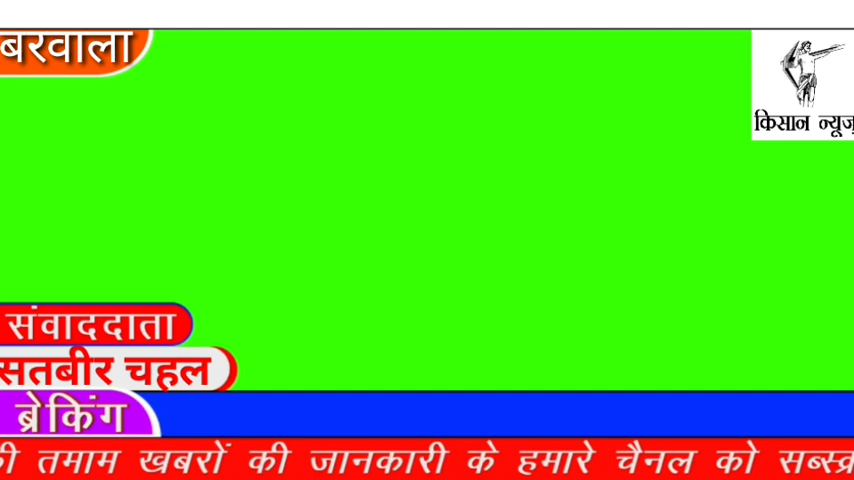 बरवाला
किसान न्यूज
संवाददाता
सतबीर चहल
ब्रेकिंग
तमाम खबरों की जानकारी के हमारे चैनल को